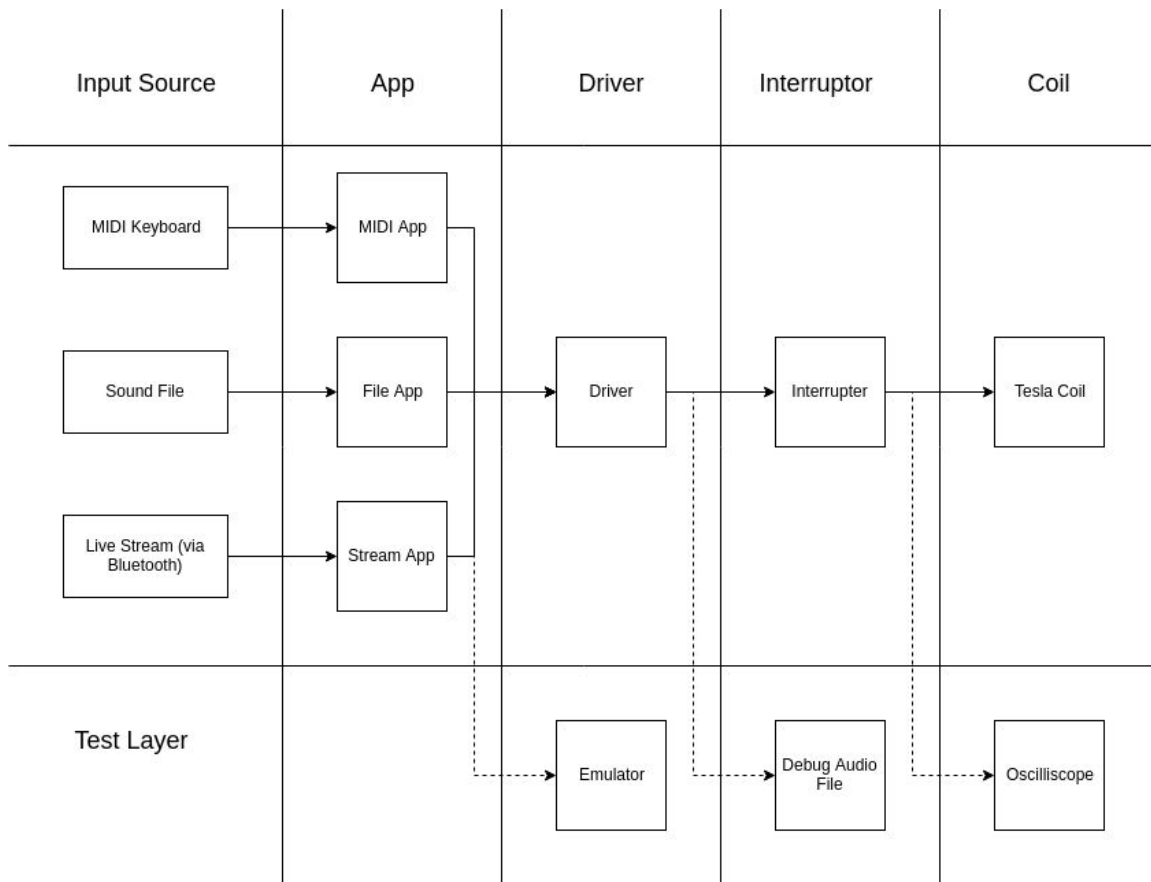 Input Source
App
Driver
Interruptor
Coil
MIDI Keyboard
MIDI App
Sound File
File App
Driver
Interrupter
Tesla Coil
Live Stream (via
Bluetooth)
Stream App
Test Layer
Emulator
Debug Audio
File
Oscilliscope